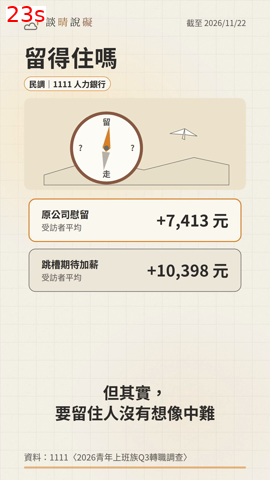 23s
談晴說礙
截至 2026/11/22
留得住嗎
民調｜1111 人力銀行
留
?
?
走
原公司慰留
受訪者平均
+7,413 元
跳槽期待加薪
受訪者平均
+10,398 元
但其實，
要留住人沒有想像中難
資料：1111〈2026青年上班族Q3轉職調查〉